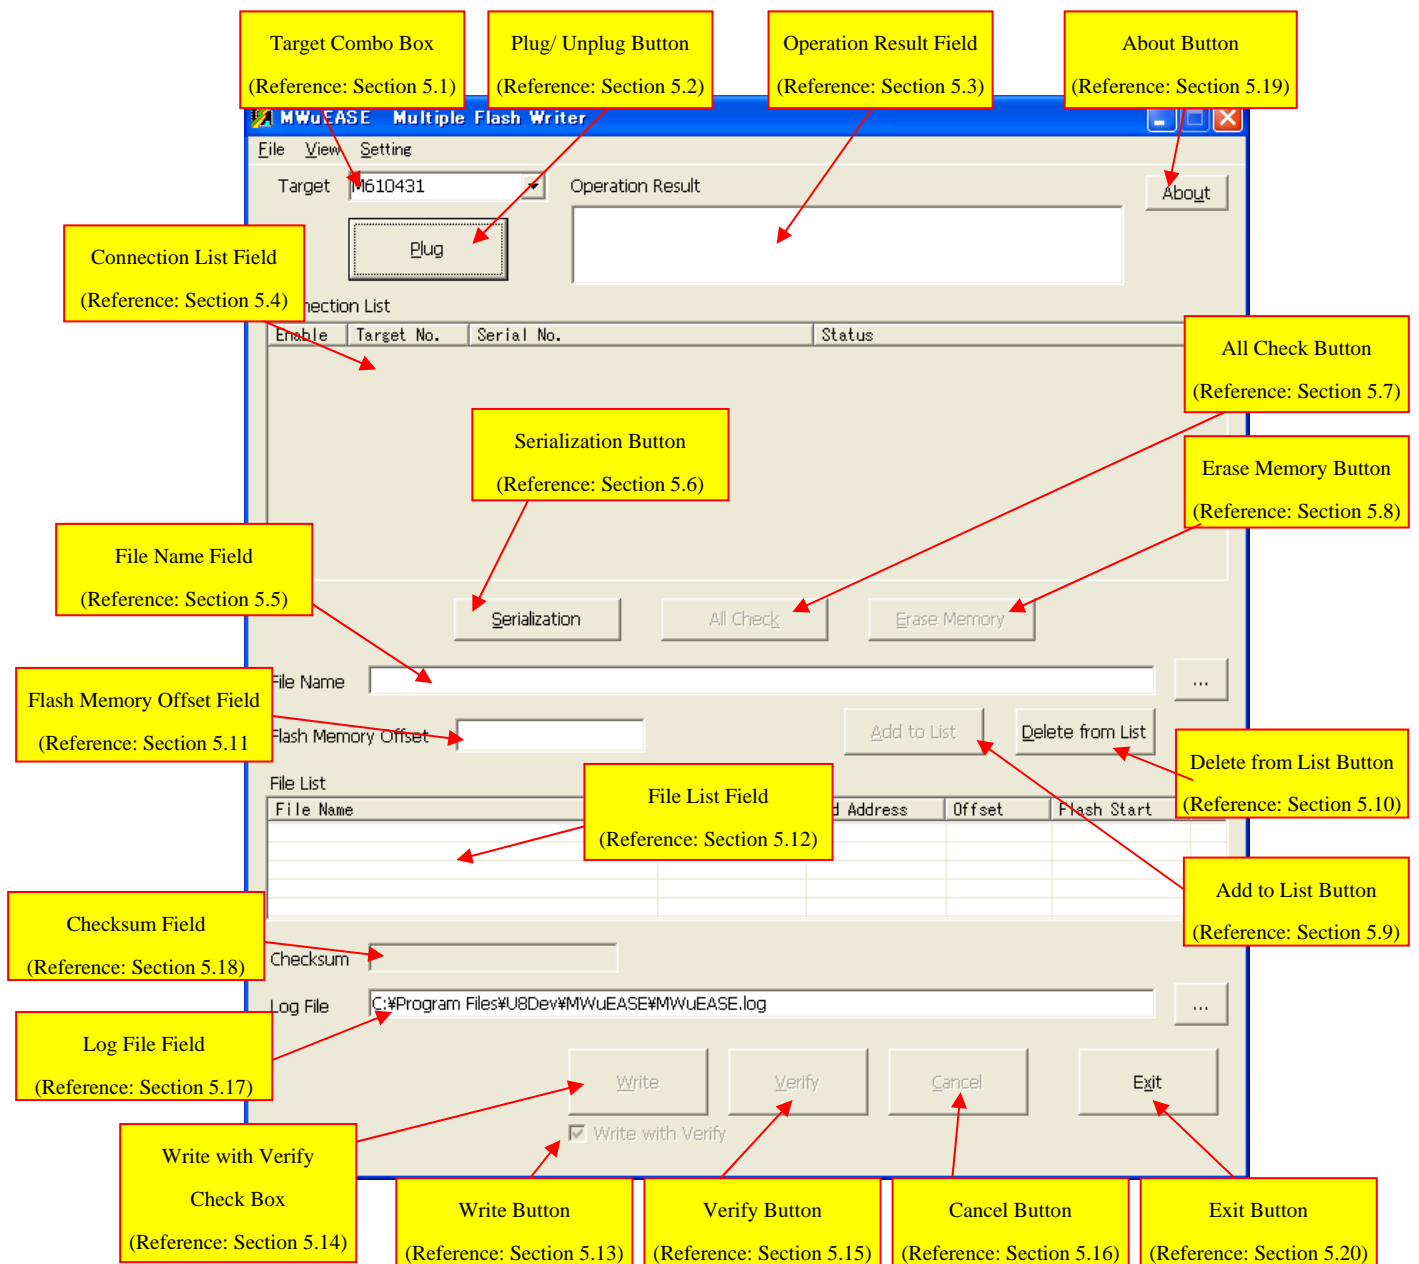 Target Combo Box
(Reference: Section 5.1)
Plug/ Unplug Button
(Reference: Section 5.2)
Operation Result Field
(Reference: Section 5.3)
About Button
(Reference: Section 5.19)
MWuEASE Multiple Flash Writer
File View Setting
Target M610431
Operation Result
About
Plug
Connection List Field
(Reference: Section 5.4)
nection List
Enable Target No. Serial No. Status
All Check Button
(Reference: Section 5.7)
Serialization Button
(Reference: Section 5.6)
Erase Memory Button
(Reference: Section 5.8)
File Name Field
(Reference: Section 5.5)
Serialization All Check Erase Memory
File Name ...
Flash Memory Offset Field
(Reference: Section 5.11
Flash Memory Offset Add to List Delete from List
Delete from List Button
(Reference: Section 5.10)
File List
File Name d Address Offset Flash Start
File List Field
(Reference: Section 5.12)
Add to List Button
(Reference: Section 5.9)
Checksum Field
(Reference: Section 5.18)
Checksum
Log File C:¥Program Files¥U8Dev¥MWuEASE¥MWuEASE.log ...
Log File Field
(Reference: Section 5.17)
Write Verify Cancel Exit
Write with Verify
Write with Verify
Check Box
(Reference: Section 5.14)
Write Button
(Reference: Section 5.13)
Verify Button
(Reference: Section 5.15)
Cancel Button
(Reference: Section 5.16)
Exit Button
(Reference: Section 5.20)